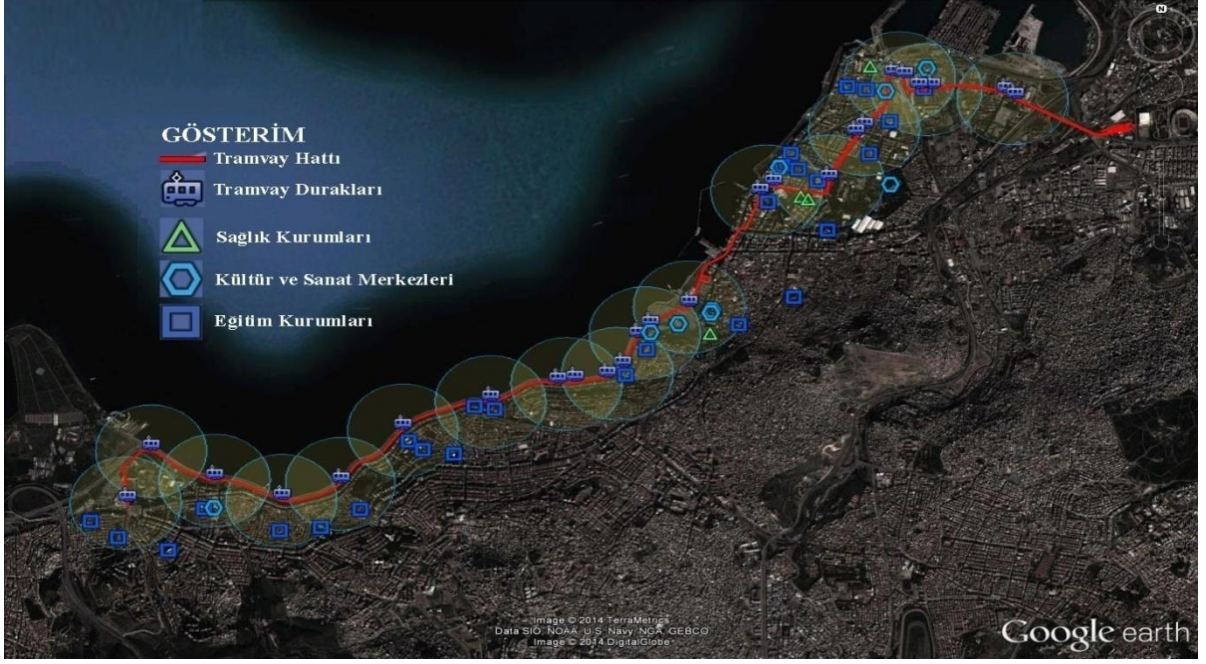 N
GÖSTERİM
Tramvay Hattı
Tramvay Durakları
Sağlık Kurumları
Kültür ve Sanat Merkezleri
Eğitim Kurumları
Image © 2014 TerraMetrics
Data SIO, NOAA, U.S. Navy, NGA, GEBCO
Image © 2014 DigitalGlobe
Google earth